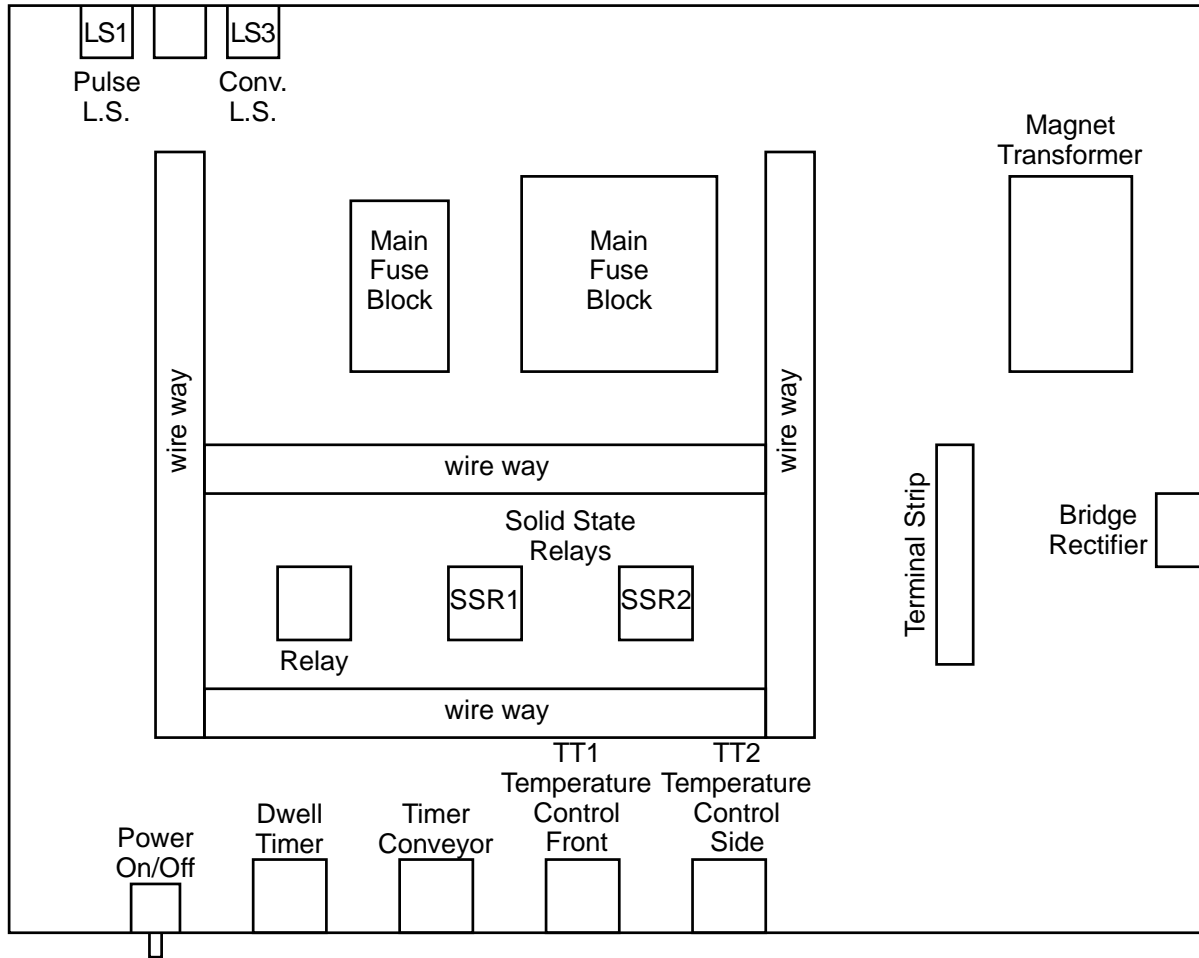 LS1
LS3
Pulse
L.S.
Conv.
L.S.
Magnet
Transformer
Main
Fuse
Block
Main
Fuse
Block
wire way
wire way
wire way
Solid State
Relays
SSR1
SSR2
Relay
Terminal Strip
Bridge
Rectifier
wire way
Power
On/Off
Dwell
Timer
Timer
Conveyor
TT1
Temperature
Control
Front
TT2
Temperature
Control
Side